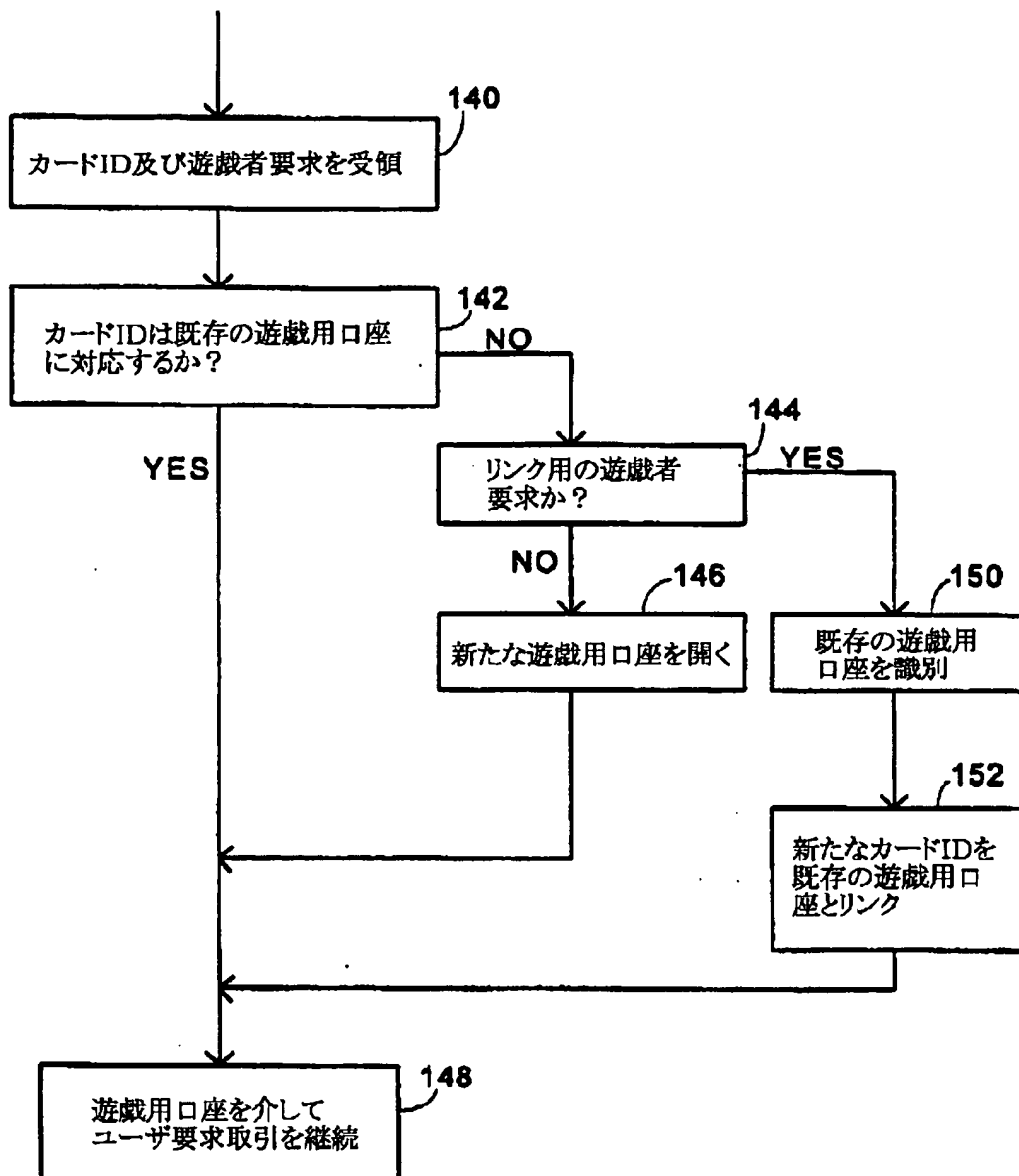 140
カードID及び遊戯者要求を受領
142
カードIDは既存の遊戯用口座
に対応するか？
NO
144
YES
リンク用の遊戯者
要求か？
YES
NO
146
150
新たな遊戯用口座を開く
既存の遊戯用
口座を識別
152
新たなカードIDを
既存の遊戯用口
座とリンク
148
遊戯用口座を介して
ユーザ要求取引を継続